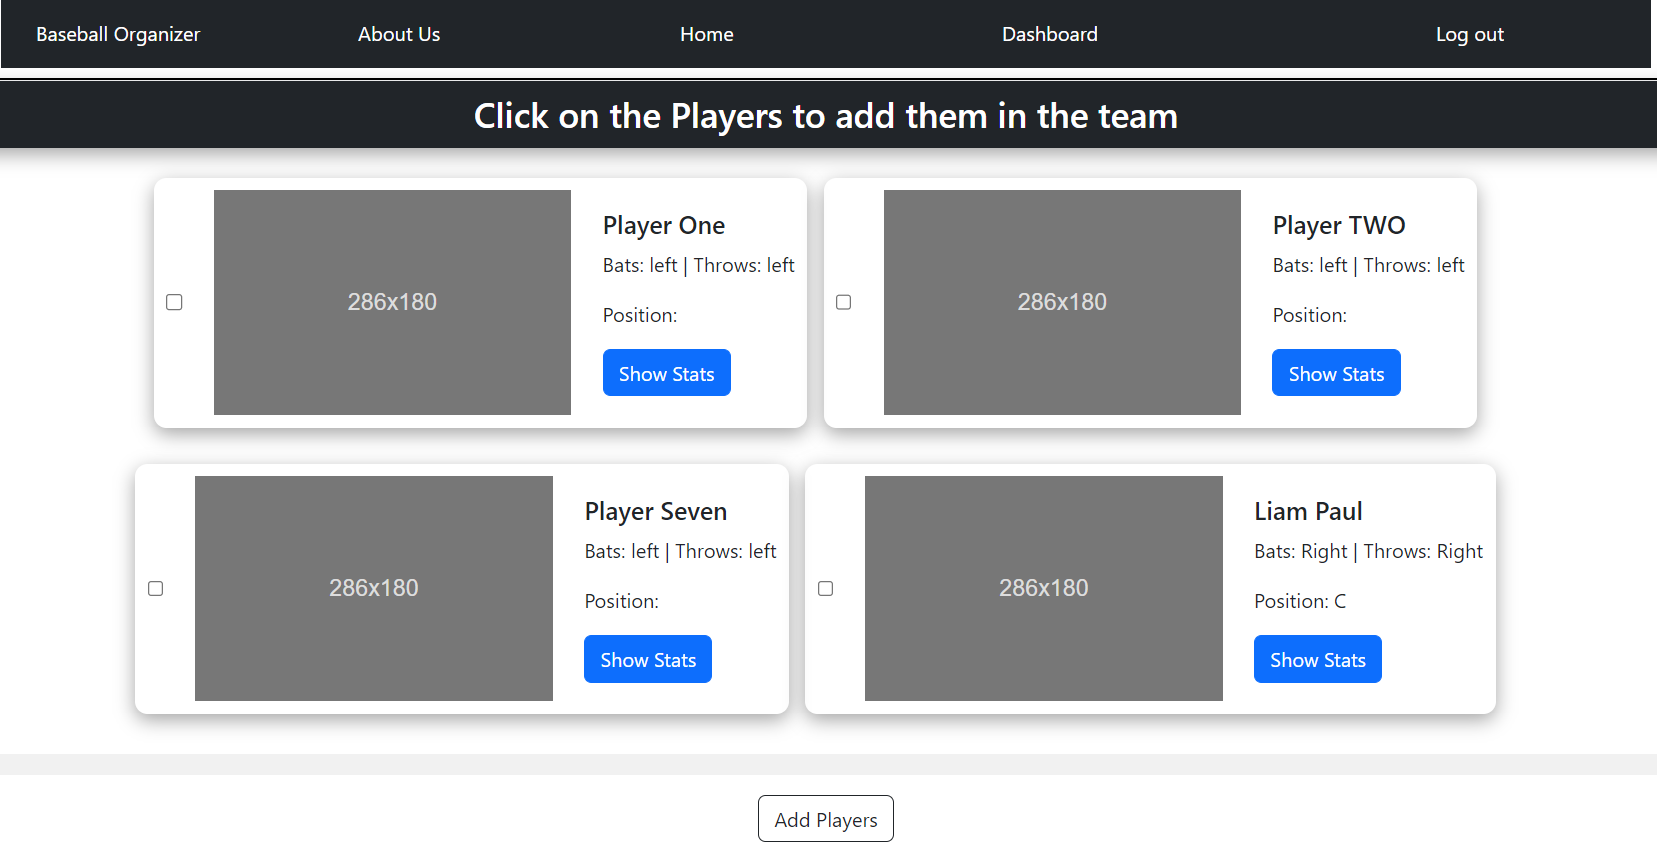 Baseball Organizer About Us Home Dashboard Log out
Click on the Players to add them in the team
286x180
Player One
Bats: left | Throws: left
Position:
Show Stats
286x180
Player TWO
Bats: left | Throws: left
Position:
Show Stats
286x180
Player Seven
Bats: left | Throws: left
Position:
Show Stats
286x180
Liam Paul
Bats: Right | Throws: Right
Position: C
Show Stats
Add Players